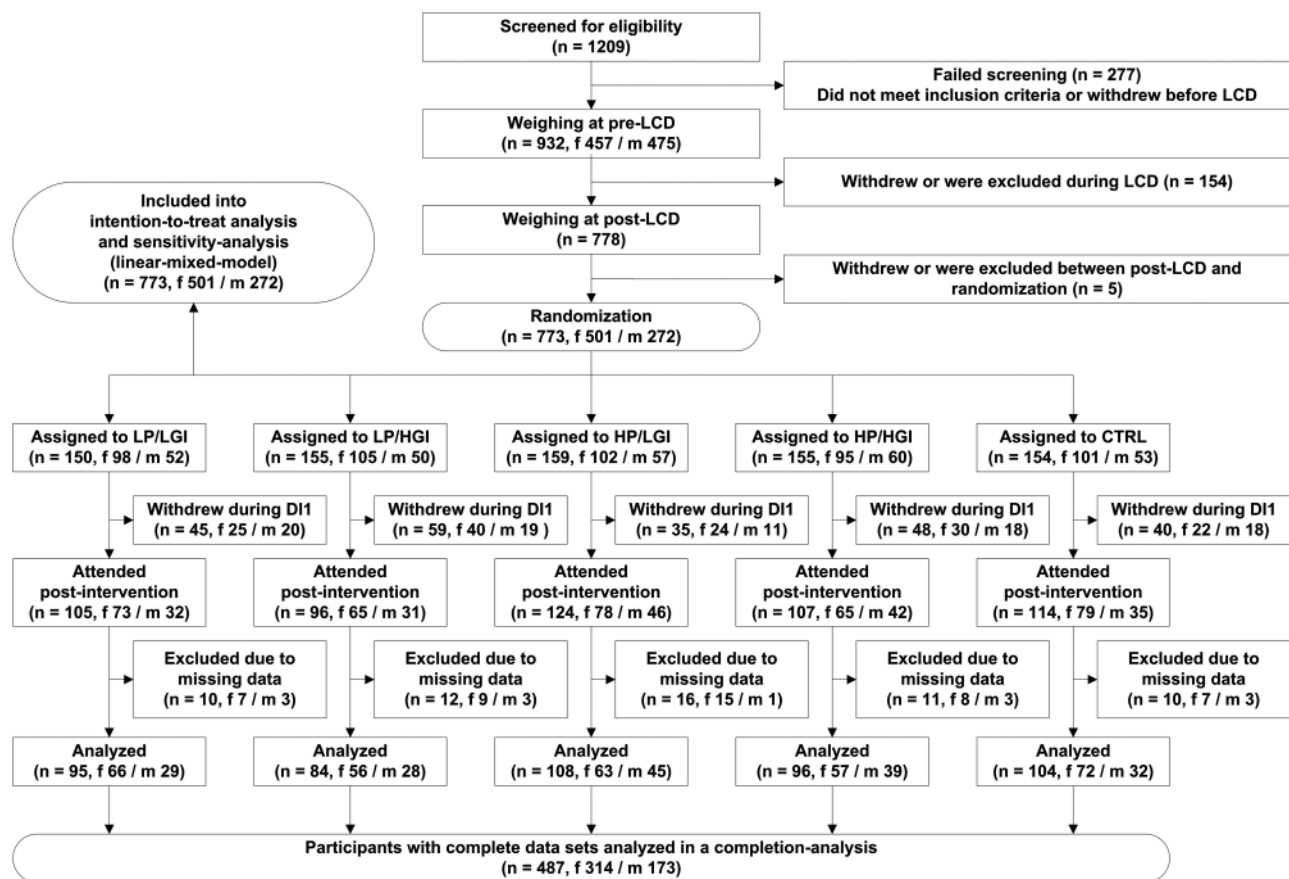 Screened for eligibility
(n = 1209)
Failed screening (n = 277)
Did not meet inclusion criteria or withdrew before LCD
Weighing at pre-LCD
(n = 932, f 457 / m 475)
Withdrew or were excluded during LCD (n = 154)
Weighing at post-LCD
(n = 778)
Included into
intention-to-treat analysis
and sensitivity-analysis
(linear-mixed-model)
(n = 773, f 501 / m 272)
Withdrew or were excluded between post-LCD and
randomization (n = 5)
Randomization
(n = 773, f 501 / m 272)
Assigned to LP/LGI
(n = 150, f 98 / m 52)
Assigned to LP/HGI
(n = 155, f 105 / m 50)
Assigned to HP/LGI
(n = 159, f 102 / m 57)
Assigned to HP/HGI
(n = 155, f 95 / m 60)
Assigned to CTRL
(n = 154, f 101 / m 53)
Withdrew during DI1
(n = 45, f 25 / m 20)
Withdrew during DI1
(n = 59, f 40 / m 19 )
Withdrew during DI1
(n = 35, f 24 / m 11)
Withdrew during DI1
(n = 48, f 30 / m 18)
Withdrew during DI1
(n = 40, f 22 / m 18)
Attended
post-intervention
(n = 105, f 73 / m 32)
Attended
post-intervention
(n = 96, f 65 / m 31)
Attended
post-intervention
(n = 124, f 78 / m 46)
Attended
post-intervention
(n = 107, f 65 / m 42)
Attended
post-intervention
(n = 114, f 79 / m 35)
Excluded due to
missing data
(n = 10, f 7 / m 3)
Excluded due to
missing data
(n = 12, f 9 / m 3)
Excluded due to
missing data
(n = 16, f 15 / m 1)
Excluded due to
missing data
(n = 11, f 8 / m 3)
Excluded due to
missing data
(n = 10, f 7 / m 3)
Analyzed
(n = 95, f 66 / m 29)
Analyzed
(n = 84, f 56 / m 28)
Analyzed
(n = 108, f 63 / m 45)
Analyzed
(n = 96, f 57 / m 39)
Analyzed
(n = 104, f 72 / m 32)
Participants with complete data sets analyzed in a completion-analysis
(n = 487, f 314 / m 173)